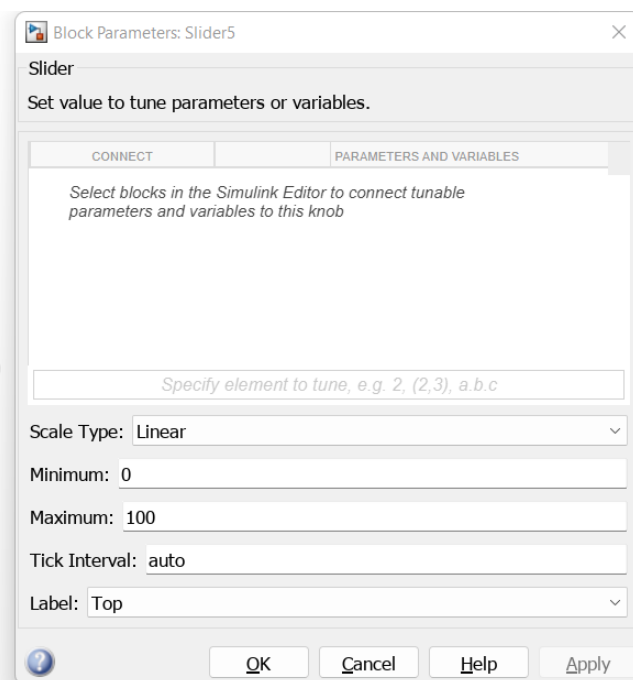 Block Parameters: Slider5
Slider
Set value to tune parameters or variables.
CONNECT PARAMETERS AND VARIABLES
Select blocks in the Simulink Editor to connect tunable
parameters and variables to this knob
Specify element to tune, e.g. 2, (2,3), a.b.c
Scale Type: Linear
Minimum: 0
Maximum: 100
Tick Interval: auto
Label: Top
? OK Cancel Help Apply